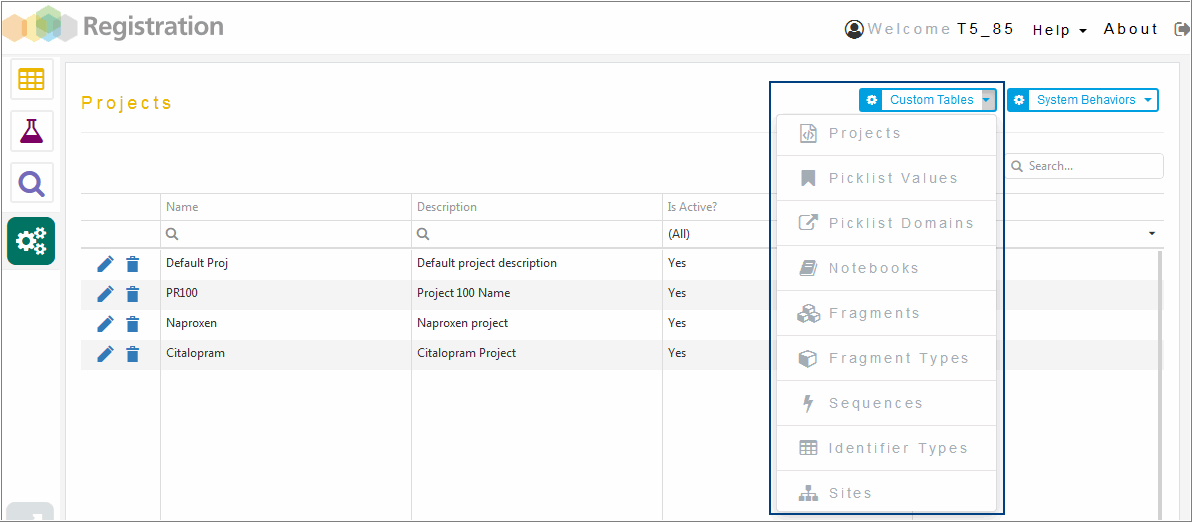 Registration
Welcome T5_85 Help About
Projects
Custom Tables
System Behaviors
Projects
Picklist Values
Picklist Domains
Notebooks
Fragments
Fragment Types
Sequences
Identifier Types
Sites
Search...
Name Description Is Active?
(All)
Default Proj Default project description Yes
PR100 Project 100 Name Yes
Naproxen Naproxen project Yes
Citalopram Citalopram Project Yes